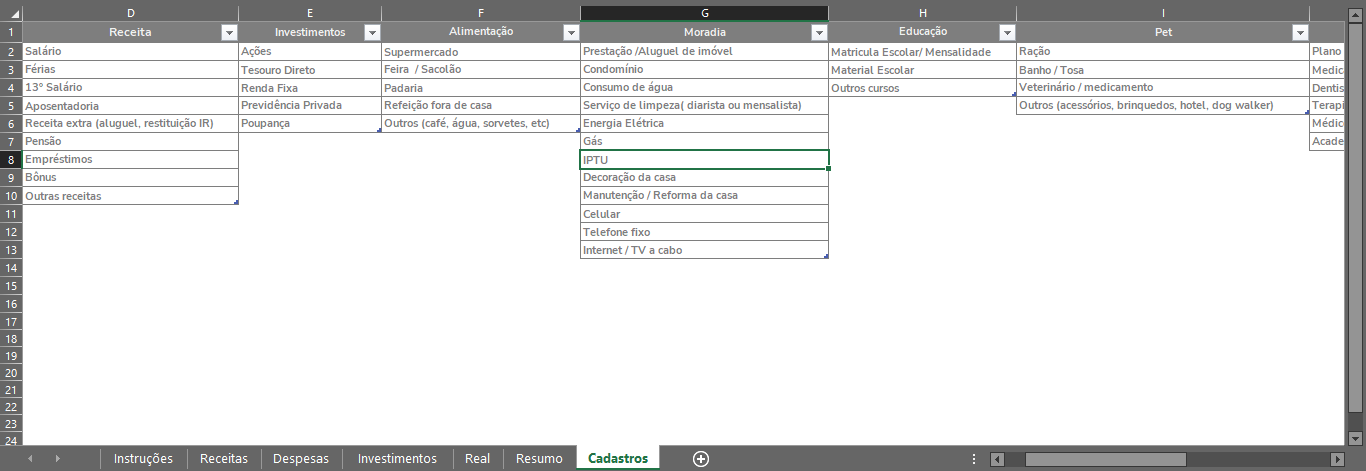 D E F G H I
1 Receita Investimentos Alimentação Moradia Educação Pet
2 Salário Ações Supermercado Prestação /Aluguel de imóvel Matricula Escolar/ Mensalidade Ração Plano
3 Férias Tesouro Direto Feira / Sacolão Condomínio Material Escolar Banho / Tosa Medic
4 13º Salário Renda Fixa Padaria Consumo de água Outros cursos Veterinário / medicamento Dentis
5 Aposentadoria Previdência Privada Refeição fora de casa Serviço de limpeza( diarista ou mensalista) Outros (acessórios, brinquedos, hotel, dog walker) Terapi
6 Receita extra (aluguel, restituição IR) Poupança Outros (café, água, sorvetes, etc) Energia Elétrica Médic
7 Pensão Gás Acade
8 Empréstimos IPTU
9 Bônus Decoração da casa
10 Outras receitas Manutenção / Reforma da casa
11 Celular
12 Telefone fixo
13 Internet / TV a cabo
14
15
16
17
18
19
20
21
22
23
24
Instruções Receitas Despesas Investimentos Real Resumo Cadastros